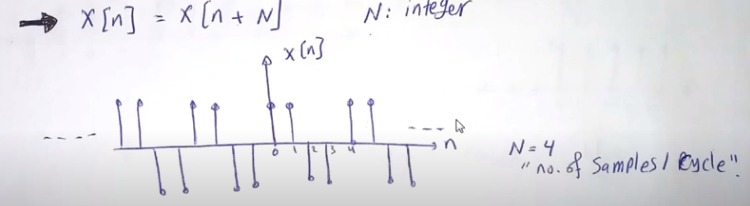 → X[n] = X[n + N] N: integer
x[n]
---- 0 1 2 3 4 --- n
N = 4
"no. of Samples / Cycle".